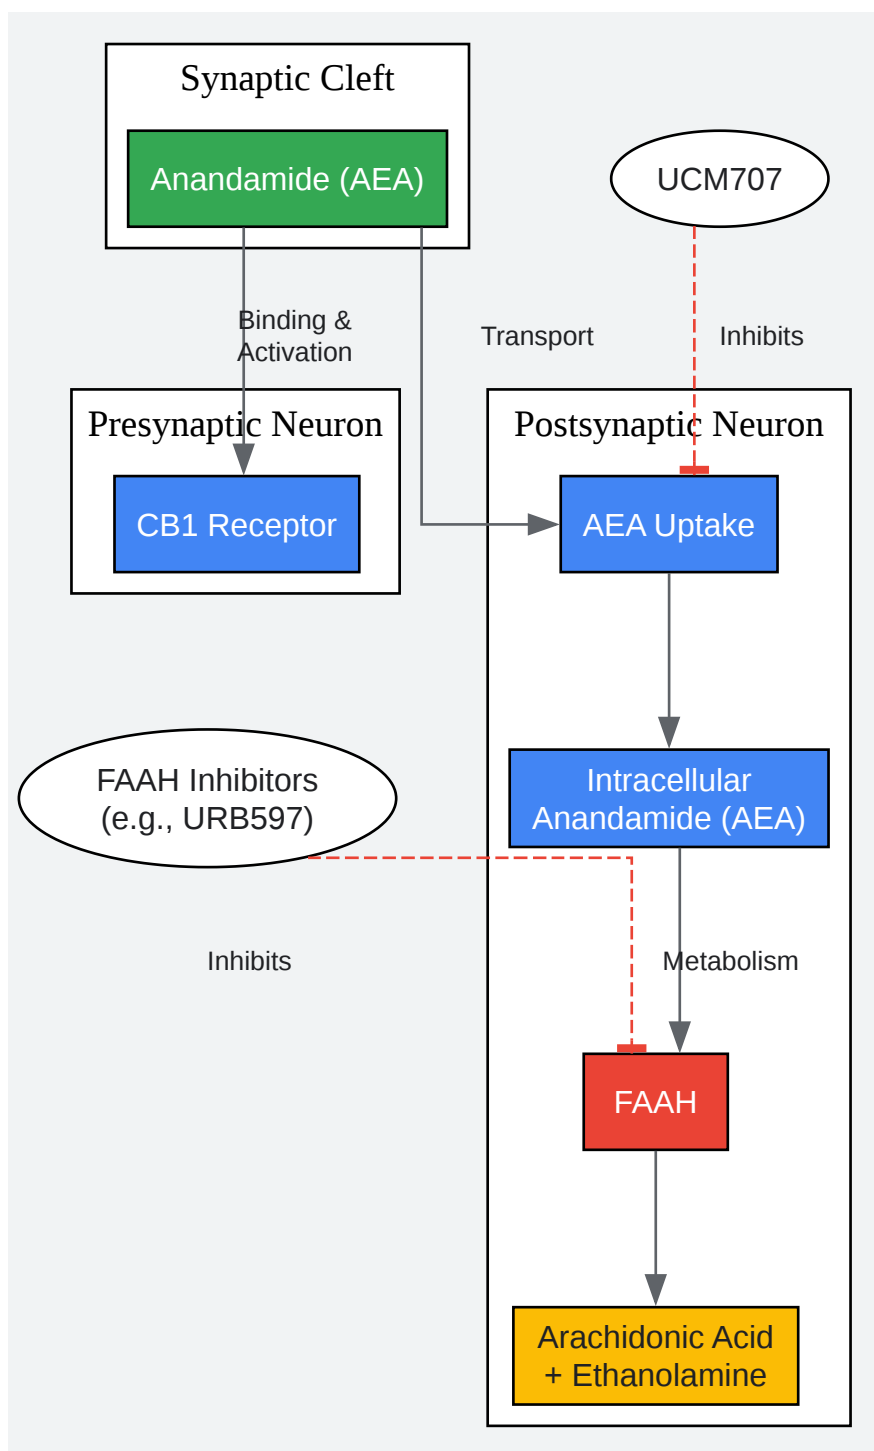 Synaptic Cleft
Anandamide (AEA)
UCM707
Binding &
Activation
Transport
Inhibits
Presynaptic Neuron
Postsynaptic Neuron
CB1 Receptor
AEA Uptake
FAAH Inhibitors
(e.g., URB597)
Intracellular
Anandamide (AEA)
Inhibits
Metabolism
FAAH
Arachidonic Acid
+ Ethanolamine